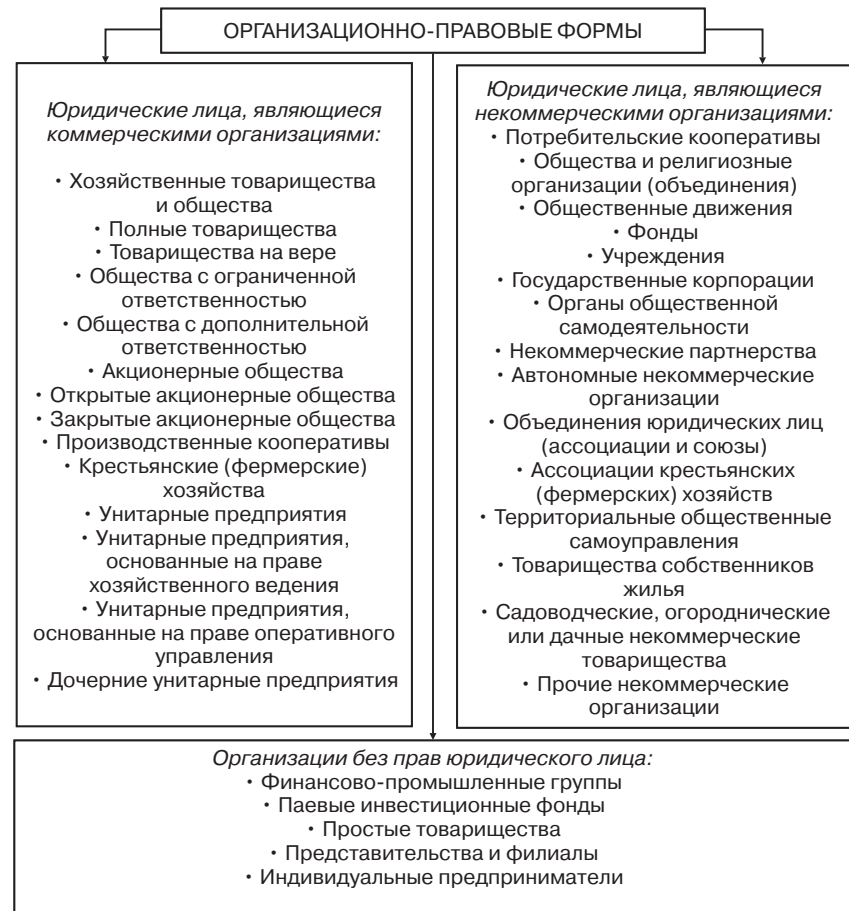 ОРГАНИЗАЦИОННО-ПРАВОВЫЕ ФОРМЫ
Юридические лица, являющиеся
коммерческими организациями:
• Хозяйственные товарищества
и общества
• Полные товарищества
• Товарищества на вере
• Общества с ограниченной
ответственностью
• Общества с дополнительной
ответственностью
• Акционерные общества
• Открытые акционерные общества
• Закрытые акционерные общества
• Производственные кооперативы
• Крестьянские (фермерские)
хозяйства
• Унитарные предприятия
• Унитарные предприятия,
основанные на праве
хозяйственного ведения
• Унитарные предприятия,
основанные на праве оперативного
управления
• Дочерние унитарные предприятия
Юридические лица, являющиеся
некоммерческими организациями:
• Потребительские кооперативы
• Общества и религиозные
организации (объединения)
• Общественные движения
• Фонды
• Учреждения
• Государственные корпорации
• Органы общественной
самодеятельности
• Некоммерческие партнерства
• Автономные некоммерческие
организации
• Объединения юридических лиц
(ассоциации и союзы)
• Ассоциации крестьянских
(фермерских) хозяйств
• Территориальные общественные
самоуправления
• Товарищества собственников
жилья
• Садоводческие, огороднические
или дачные некоммерческие
товарищества
• Прочие некоммерческие
организации
Организации без прав юридического лица:
• Финансово-промышленные группы
• Паевые инвестиционные фонды
• Простые товарищества
• Представительства и филиалы
• Индивидуальные предприниматели